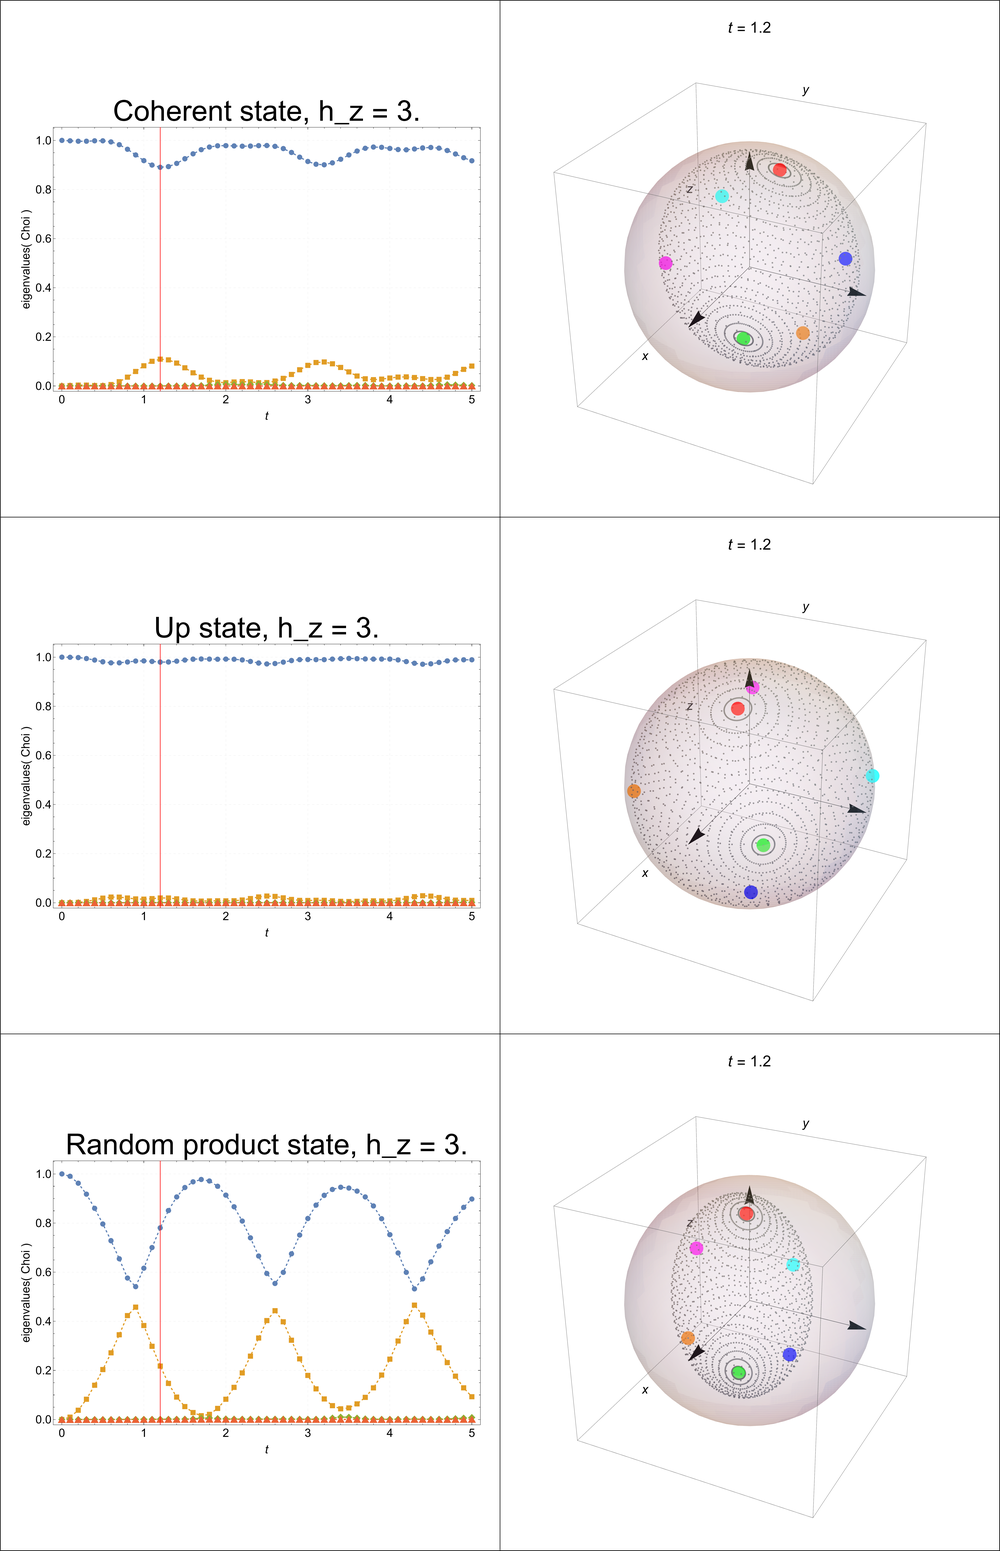 Coherent state, h_z = 3.
eigenvalues( Choi )
1.0
0.8
0.6
0.4
0.2
0.0
0 1 2 3 4 5
t
t = 1.2
y
z
x
Up state, h_z = 3.
eigenvalues( Choi )
1.0
0.8
0.6
0.4
0.2
0.0
0 1 2 3 4 5
t
t = 1.2
y
z
x
Random product state, h_z = 3.
eigenvalues( Choi )
1.0
0.8
0.6
0.4
0.2
0.0
0 1 2 3 4 5
t
t = 1.2
y
z
x